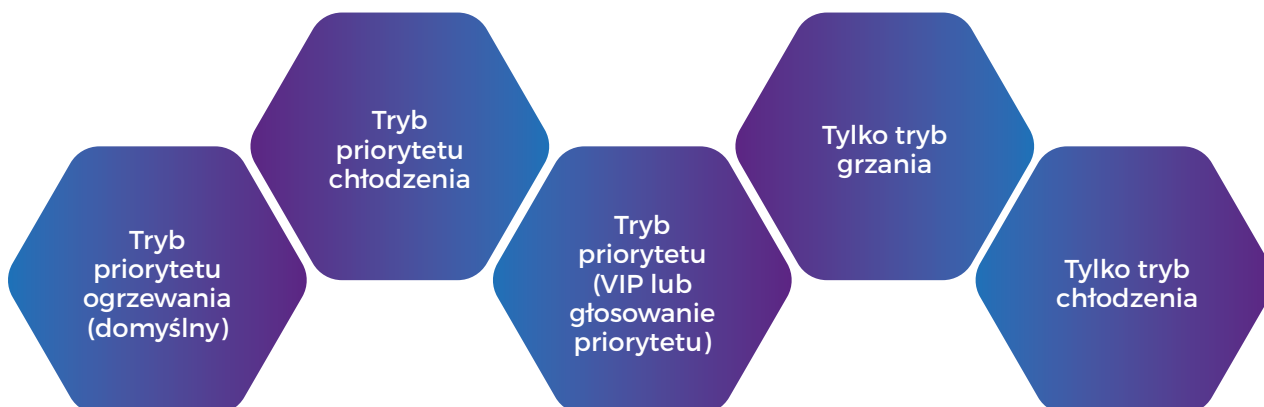 Tryb
priorytetu
ogrzewania
(domyślny)
Tryb
priorytetu
chłodzenia
Tryb
priorytetu
(VIP lub
głosowanie
priorytetu)
Tylko tryb
grzania
Tylko tryb
chłodzenia